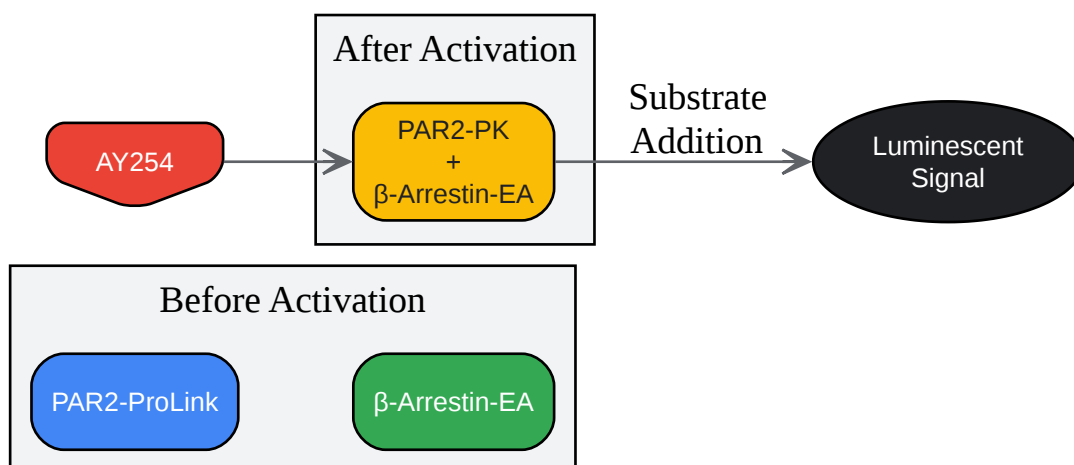 After Activation
AY254
PAR2-PK
+
β-Arrestin-EA
Substrate
Addition
Luminescent
Signal
Before Activation
PAR2-ProLink
β-Arrestin-EA